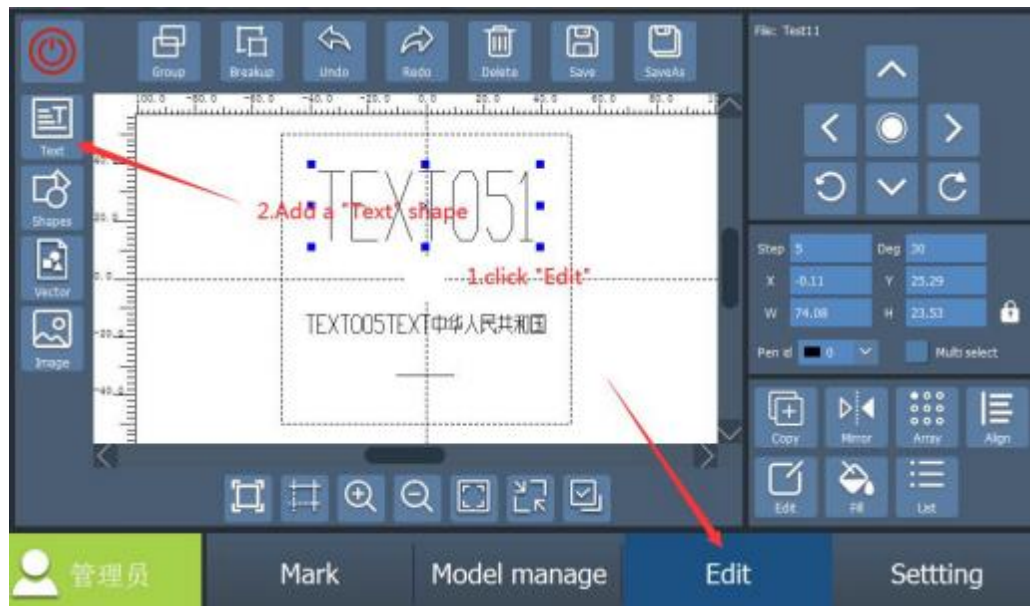 Group Breakup Undo Redo Delete Save SaveAs
File: Test11
Text
Shapes
Vector
Image
TEXT051
2.Add a "Text" shape
1.click "Edit"
TEXT005TEXT中华人民共和国
Step 5 Deg 30
X -0.11 Y 25.29
W 74.08 H 23.53
Pen id 0 Multi select
Copy Mirror Array Align
Edit Fill List
管理员 Mark Model manage Edit Settting